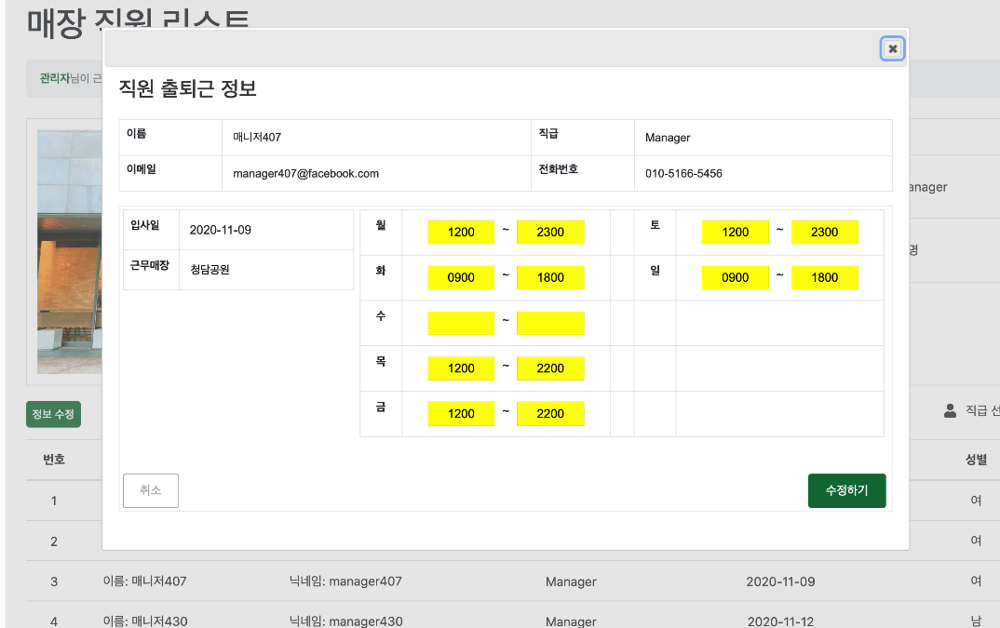 매장 직원 리스트
관리자님이 근
직원 출퇴근 정보
이름 매니저407 직급 Manager
이메일 manager407@facebook.com 전화번호 010-5166-5456
anager
명
입사일 2020-11-09
근무매장 청담공원
월 1200 ~ 2300 토 1200 ~ 2300
화 0900 ~ 1800 일 0900 ~ 1800
수 ~
목 1200 ~ 2200
금 1200 ~ 2200
정보 수정
직급 선
취소 수정하기
번호 성별
1 여
2 여
3 이름: 매니저407 닉네임: manager407 Manager 2020-11-09 여
4 이름: 매니저430 닉네임: manager430 Manager 2020-11-12 남